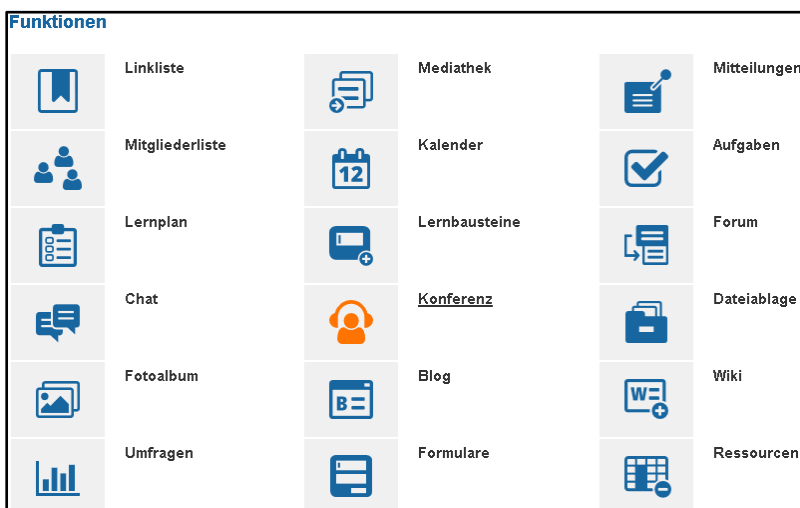 Funktionen
Linkliste
Mediathek
Mitteilungen
Mitgliederliste
12
Kalender
Aufgaben
Lernplan
Lernbausteine
Forum
Chat
Konferenz
Dateiablage
Fotoalbum
B
Blog
W
Wiki
Umfragen
Formulare
Ressourcen